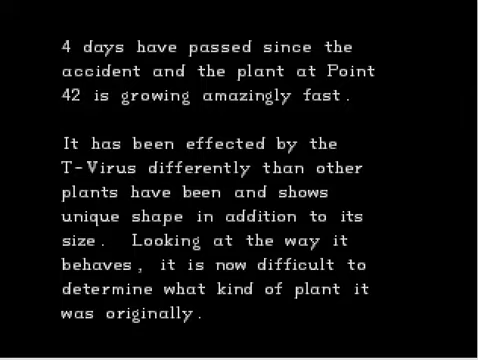 4 days have passed since the
accident and the plant at Point
42 is growing amazingly fast.
It has been effected by the
T-Virus differently than other
plants have been and shows
unique shape in addition to its
size. Looking at the way it
behaves, it is now difficult to
determine what kind of plant it
was originally.